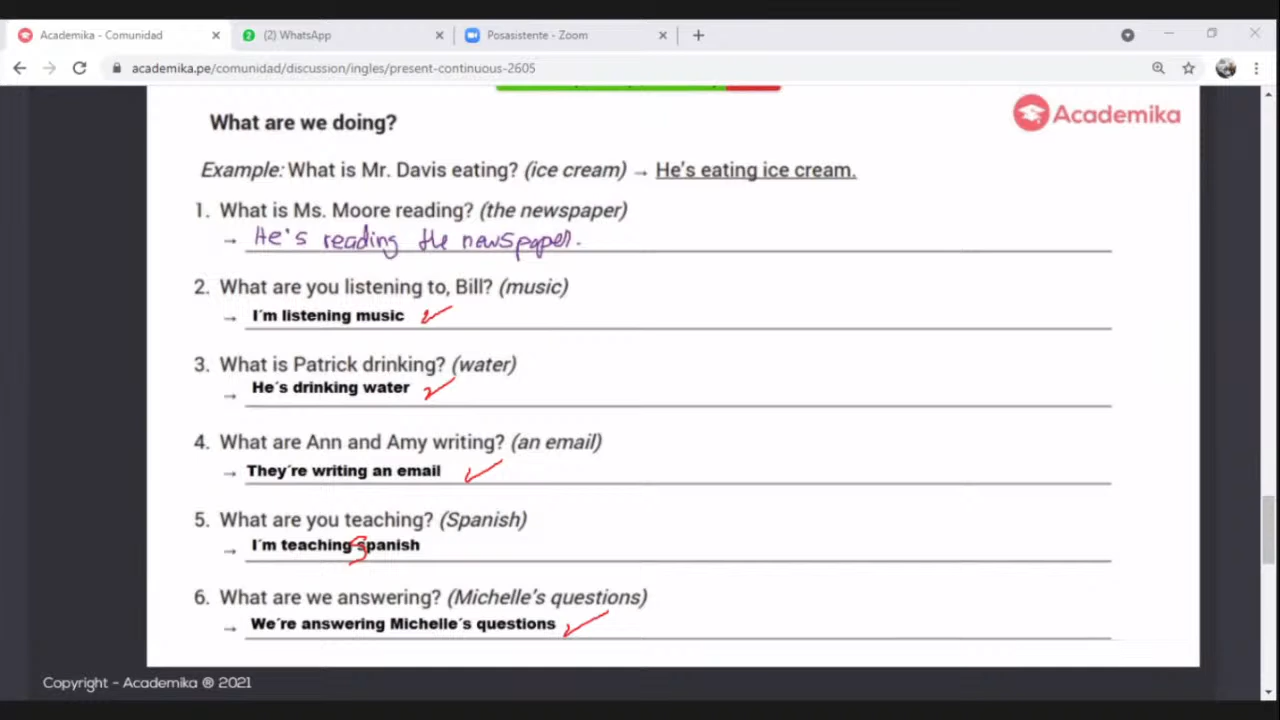 Academika - Comunidad
2
(2) WhatsApp
Posasistente - Zoom
academika.pe/comunidad/discussion/ingles/present-continuous-2605
Academika
What are we doing?
Example: What is Mr. Davis eating? (ice cream) → He's eating ice cream.
1. What is Ms. Moore reading? (the newspaper)
→ He's reading the newspaper.
2. What are you listening to, Bill? (music)
→ I´m listening music
3. What is Patrick drinking? (water)
→ He´s drinking water
4. What are Ann and Amy writing? (an email)
→ They´re writing an email
5. What are you teaching? (Spanish)
→ I´m teaching spanish
6. What are we answering? (Michelle's questions)
→ We´re answering Michelle´s questions
Copyright - Academika ® 2021